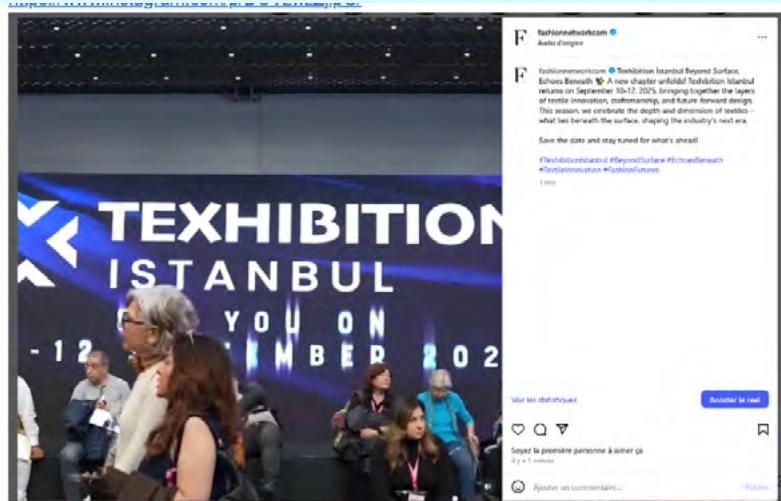 TEXHIBITION
ISTANBUL
YOU ON
-12 MBER 202
fashionnetworkcom
Audio d'origine
fashionnetworkcom Texhibition Istanbul Beyond Surface,
Echoes Beneath A new chapter unfolds! Texhibition Istanbul
returns on September 10-12, 2025, bringing together the layers
of textile innovation, craftsmanship, and future-forward design.
This season, we celebrate the depth and dimension of textiles—
what lies beneath the surface, shaping the industry's next era.
Save the date and stay tuned for what's ahead!
#TexhibitionIstanbul #BeyondSurface #EchoesBeneath
#TextileInnovation #FashionFutures
1 min
Voir les statistiques
Booster le reel
Soyez la première personne à aimer ça
il y a 1 minute
Ajouter un commentaire...
Publier